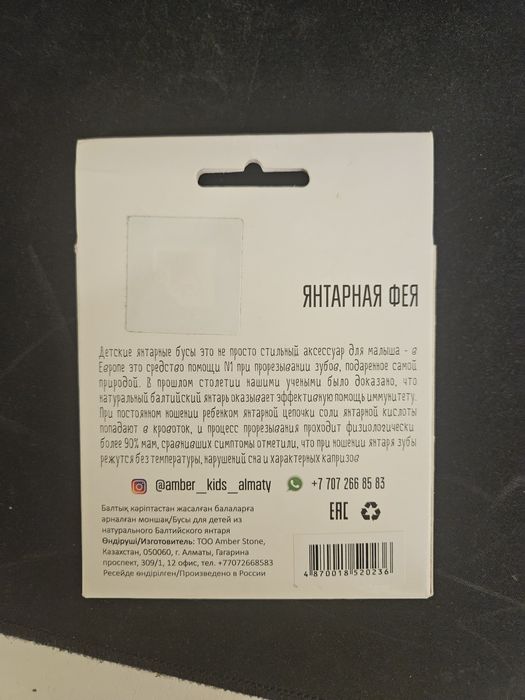 ЯНТАРНАЯ ФЕЯ
Детские янтарные бусы это не просто стильный аксессуар для малыша - в
Европе это средство помощи N1 при прорезывании зубов, подаренное самой
природой. В прошлом столетии нашими учеными было доказано, что
натуральный балтийский янтарь оказывает эффективную помощь иммунитету.
При постоянном ношении ребенком янтарной цепочки соли янтарной кислоты
попадают в кровоток, и процесс прорезывания проходит физиологически
более 90% мам, сравнивших симптомы отметили, что при ношении янтаря зубы
режутся без температуры, нарушений сна и характерных капризов
@amber_kids_almaty +7 707 266 85 83
Балтық кәріптастан жасалған балаларға
арналған моншақ/Бусы для детей из
натурального Балтийского янтаря
Өндіруші/Изготовитель: ТОО Amber Stone,
Казахстан, 050060, г. Алматы, Гагарина
проспект, 309/1, 12 офис, тел. +77072668583
Ресейде өндірілген/Произведено в России
EAC
4 870018 520236